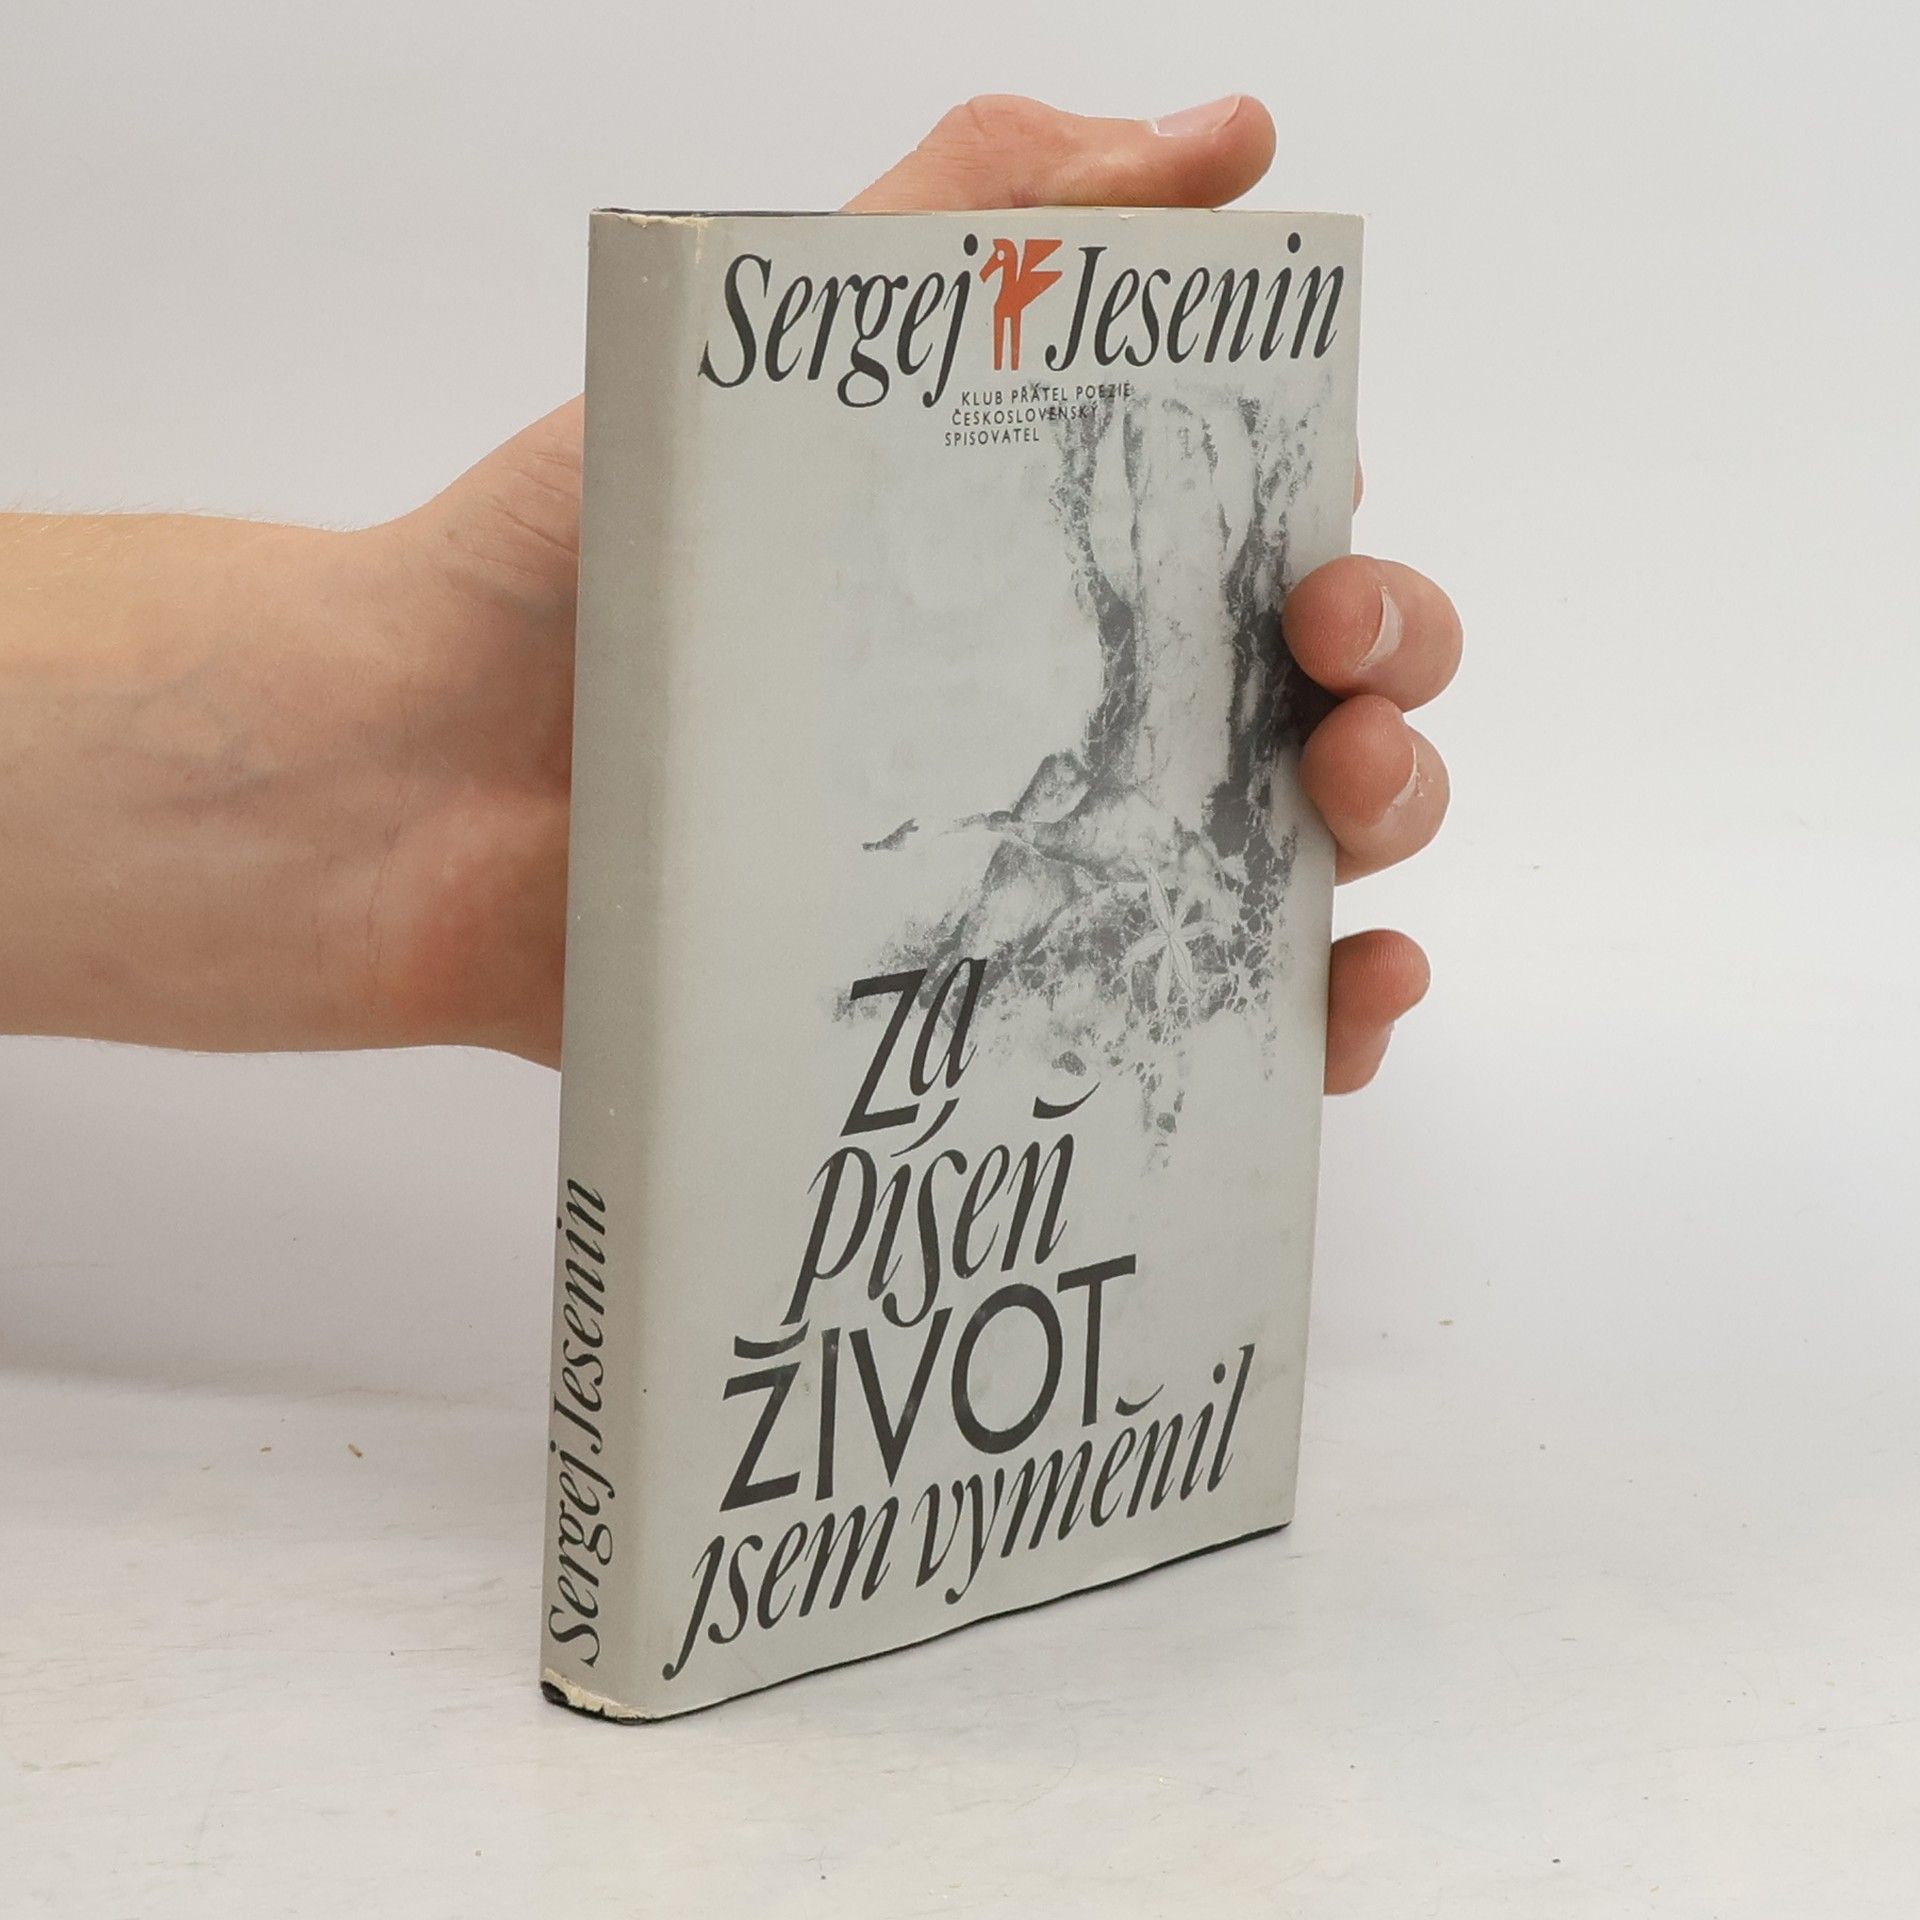 Sergej Jesenin
KLUB PŘÁTEL POEZIE
ČESKOSLOVENSKÝ
SPISOVATEL
Za
píseň
ŽIVOT
jsem vyměnil
Sergej Jesenin